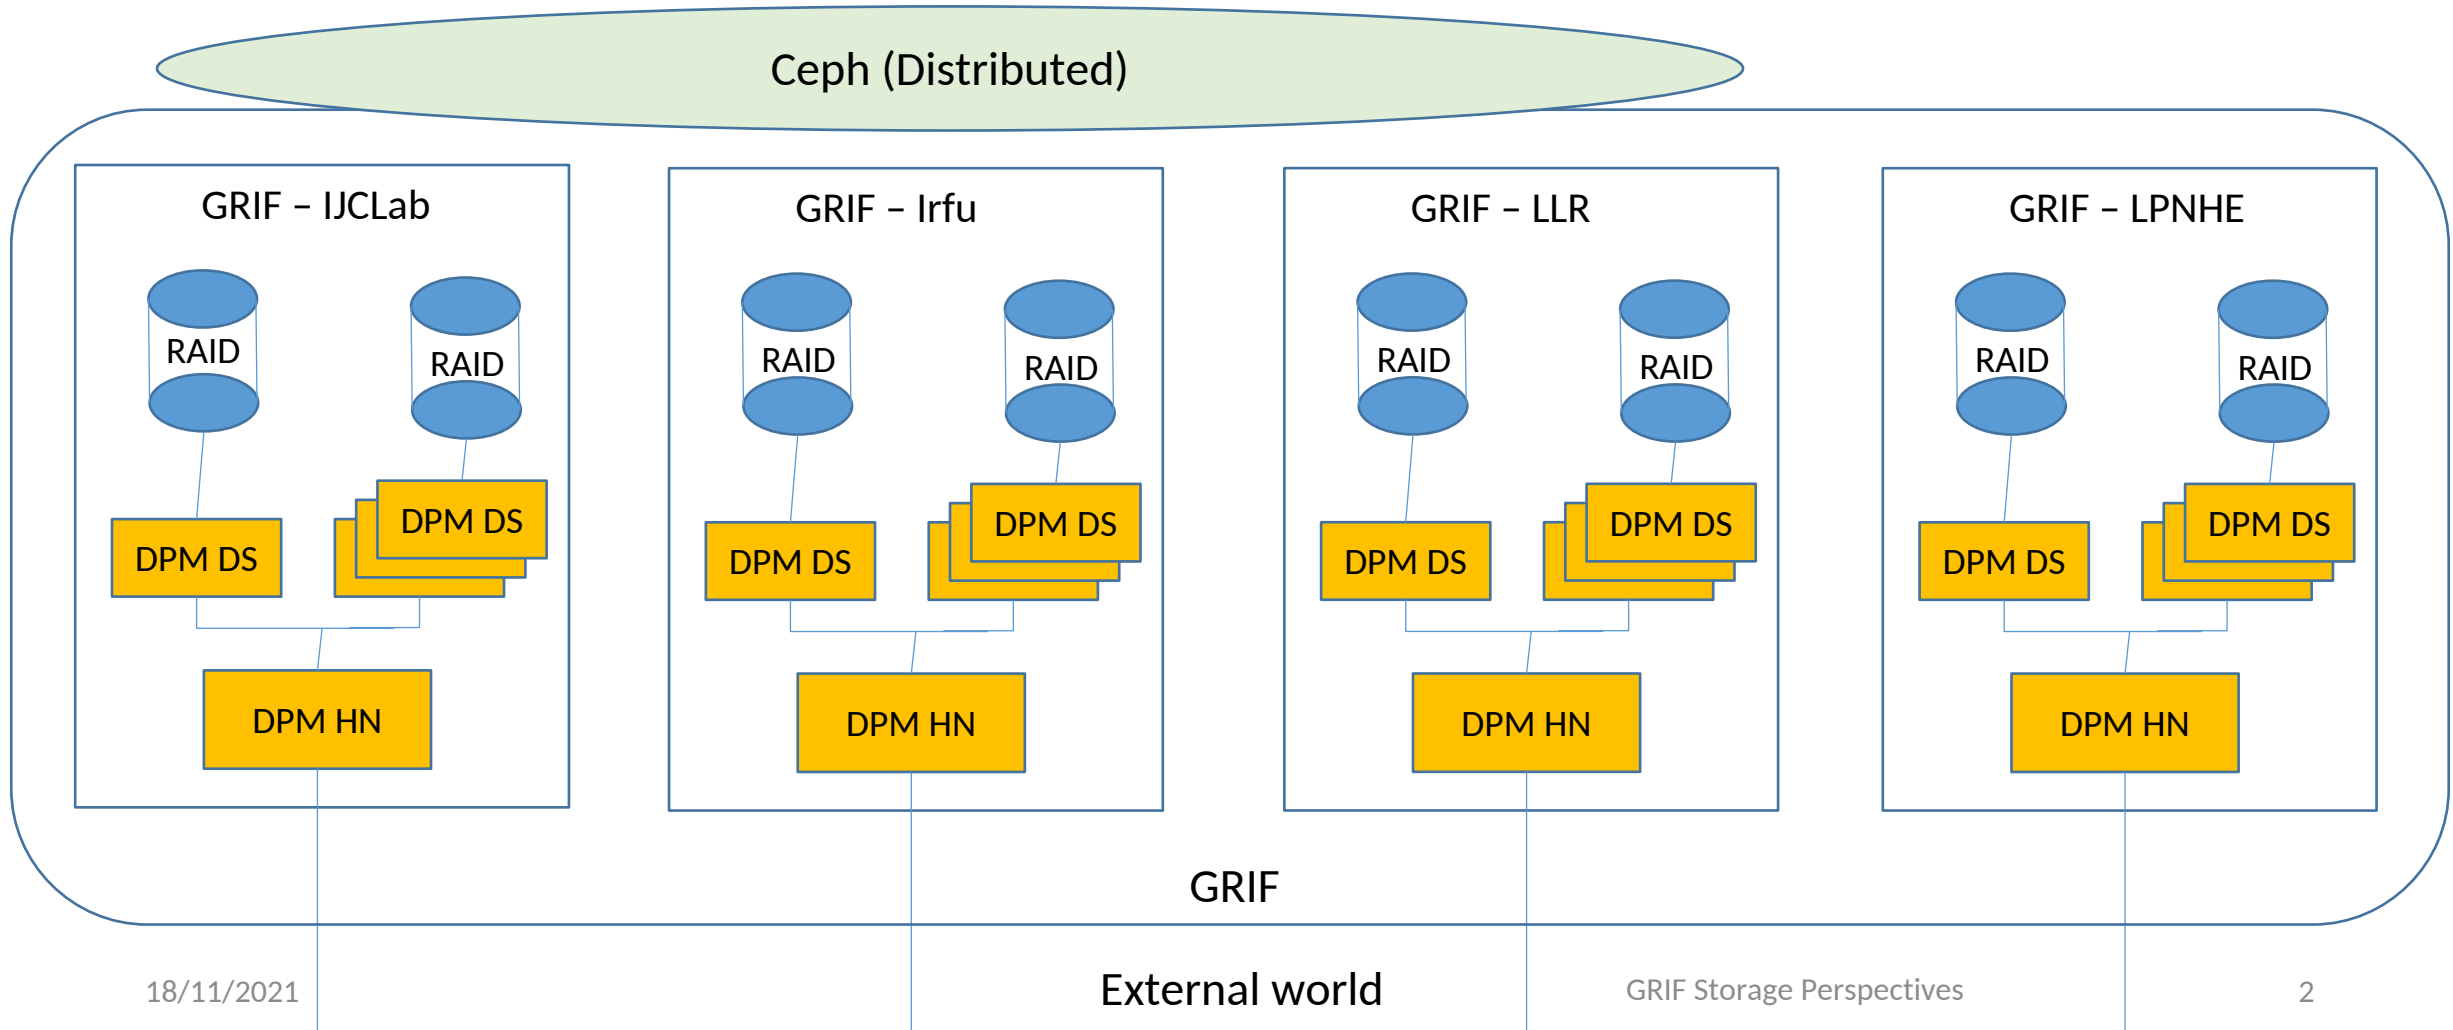 Ceph (Distributed)
GRIF – IJCLab
RAID
RAID
DPM DS
DPM DS
DPM HN
GRIF – Irfu
RAID
RAID
DPM DS
DPM DS
DPM HN
GRIF – LLR
RAID
RAID
DPM DS
DPM DS
DPM HN
GRIF – LPNHE
RAID
RAID
DPM DS
DPM DS
DPM HN
GRIF
External world
18/11/2021
GRIF Storage Perspectives
2